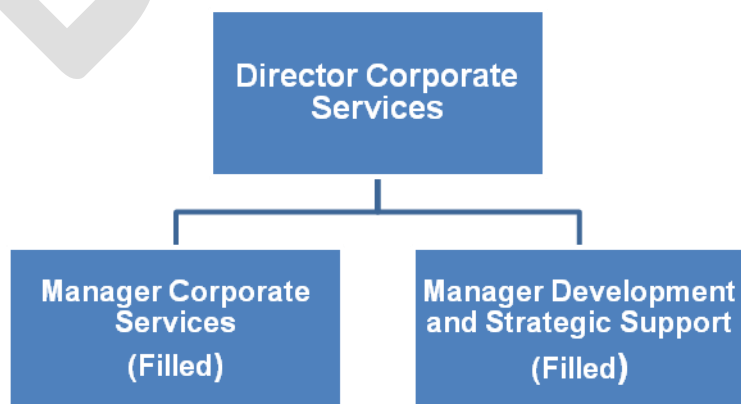 Director Corporate
Services
Manager Corporate
Services
(Filled)
Manager Development
and Strategic Support
(Filled)